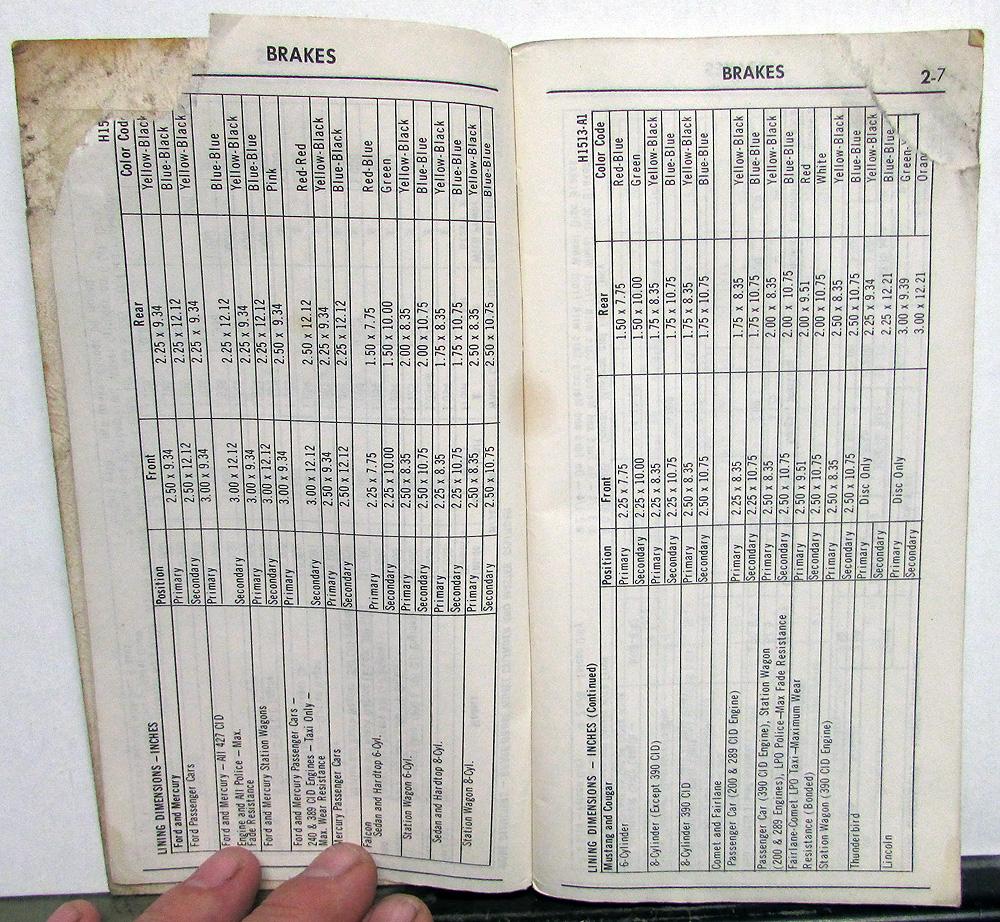 BRAKES
H15
LINING DIMENSIONS – INCHES Position Front Rear Color Code
Ford and Mercury
Ford Passenger Cars Primary 2.50 x 9.34 2.25 x 9.34 Yellow-Black
Secondary 2.50 x 12.12 2.25 x 12.12 Blue-Black
Ford and Mercury – All 427 CID Primary 3.00 x 9.34 2.25 x 9.34 Yellow-Black
Engine and All Police – Max. Secondary 3.00 x 12.12 2.25 x 12.12 Blue-Blue
Fade Resistance
Ford and Mercury Station Wagons Primary 3.00 x 9.34 2.25 x 9.34 Yellow-Black
Secondary 3.00 x 12.12 2.25 x 12.12 Blue-Blue
Ford and Mercury Passenger Cars – Primary 3.00 x 9.34 2.50 x 9.34 Pink
240 & 389 CID Engines – Taxi Only – Secondary 3.00 x 12.12 2.50 x 12.12 Red-Red
Max. Wear Resistance
Mercury Passenger Cars Primary 2.50 x 9.34 2.25 x 9.34 Yellow-Black
Secondary 2.50 x 12.12 2.25 x 12.12 Blue-Black
Falcon
Sedan and Hardtop 6-Cyl. Primary 2.25 x 7.75 1.50 x 7.75 Red-Blue
Secondary 2.25 x 10.00 1.50 x 10.00 Green
Station Wagon 6-Cyl. Primary 2.50 x 8.35 2.00 x 8.35 Yellow-Black
Secondary 2.50 x 10.75 2.00 x 10.75 Blue-Blue
Sedan and Hardtop 8-Cyl. Primary 2.25 x 8.35 1.75 x 8.35 Yellow-Black
Secondary 2.25 x 10.75 1.75 x 10.75 Blue-Blue
Station Wagon 8-Cyl. Primary 2.50 x 8.35 2.50 x 8.35 Yellow-Black
Secondary 2.50 x 10.75 2.50 x 10.75 Blue-Blue
BRAKES 2-7
H1513-A1
LINING DIMENSIONS – INCHES (Continued) Front Rear Color Code
Mustang and Cougar
6-Cylinder Primary 2.25 x 7.75 1.50 x 7.75 Red-Blue
Secondary 2.25 x 10.00 1.50 x 10.00 Green
8-Cylinder (Except 390 CID) Primary 2.25 x 8.35 1.75 x 8.35 Yellow-Black
Secondary 2.25 x 10.75 1.75 x 10.75 Blue-Blue
8-Cylinder 390 CID Primary 2.50 x 8.35 1.75 x 8.35 Yellow-Black
Secondary 2.50 x 10.75 1.75 x 10.75 Blue-Blue
Comet and Fairlane
Passenger Car (200 & 289 CID Engine) Primary 2.25 x 8.35 1.75 x 8.35 Yellow-Black
Secondary 2.25 x 10.75 1.75 x 10.75 Blue-Blue
Passenger Car (390 CID Engine), Station Wagon Primary 2.50 x 8.35 2.00 x 8.35 Yellow-Black
(200 & 289 Engines), LPO Police–Max Fade Resistance Secondary 2.50 x 10.75 2.00 x 10.75 Blue-Blue
Fairlane-Comet LPO Taxi–Maximum Wear Primary 2.50 x 9.51 2.00 x 9.51 Red
Resistance (Bonded) Secondary 2.50 x 10.75 2.00 x 10.75 White
Station Wagon (390 CID Engine) Primary 2.50 x 8.35 2.50 x 8.35 Yellow-Black
Secondary 2.50 x 10.75 2.50 x 10.75 Blue-Blue
Thunderbird Primary Disc Only 2.25 x 9.34 Yellow-Black
Secondary 2.25 x 12.21 Blue-Blue
Lincoln Primary Disc Only 3.00 x 9.39 Green-
Secondary 3.00 x 12.21 Oran